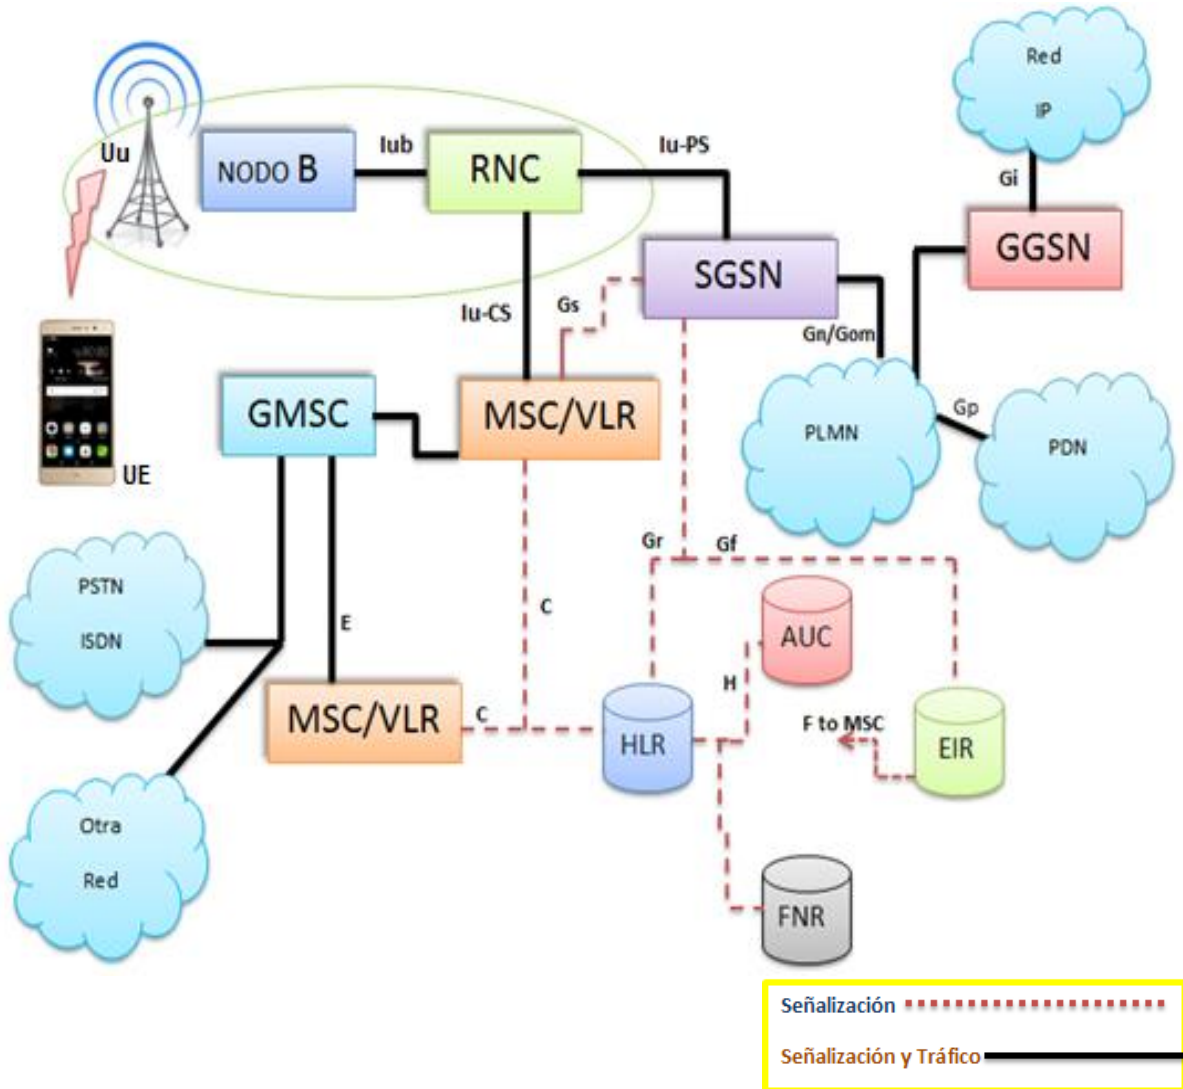 Red
IP
Uu
NODO B
Iub
RNC
Iu-PS
Gi
GGSN
SGSN
Iu-CS
Gs
Gn/Gom
GMSC
MSC/VLR
PLMN
Gp
PDN
UE
PSTN
ISDN
Gr
Gf
C
E
AUC
H
MSC/VLR
C
HLR
F to MSC
EIR
Otra
Red
FNR
Señalización
Señalización y Tráfico